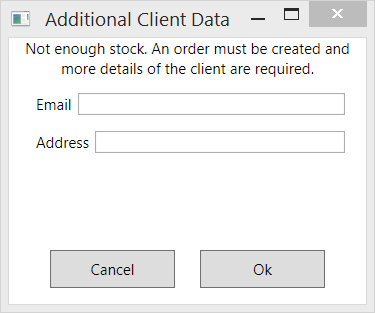 Additional Client Data
Not enough stock. An order must be created and
more details of the client are required.
Email
Address
Cancel
Ok